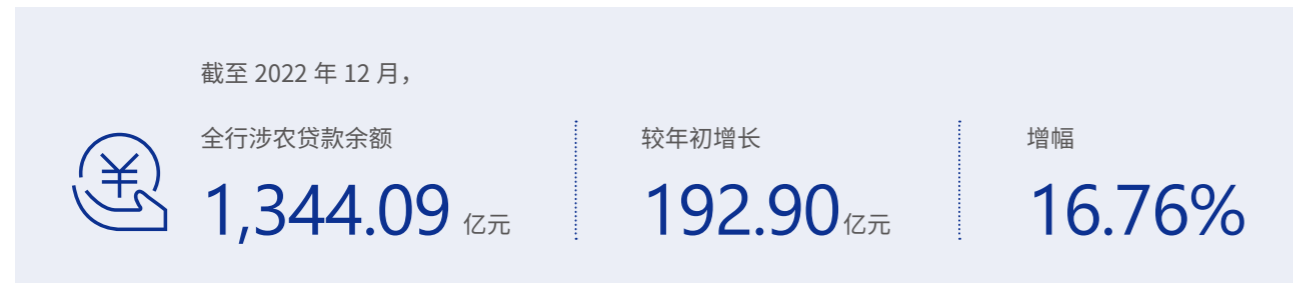 截至 2022 年 12 月，
全行涉农贷款余额
1,344.09 亿元
较年初增长
192.90亿元
增幅
16.76%